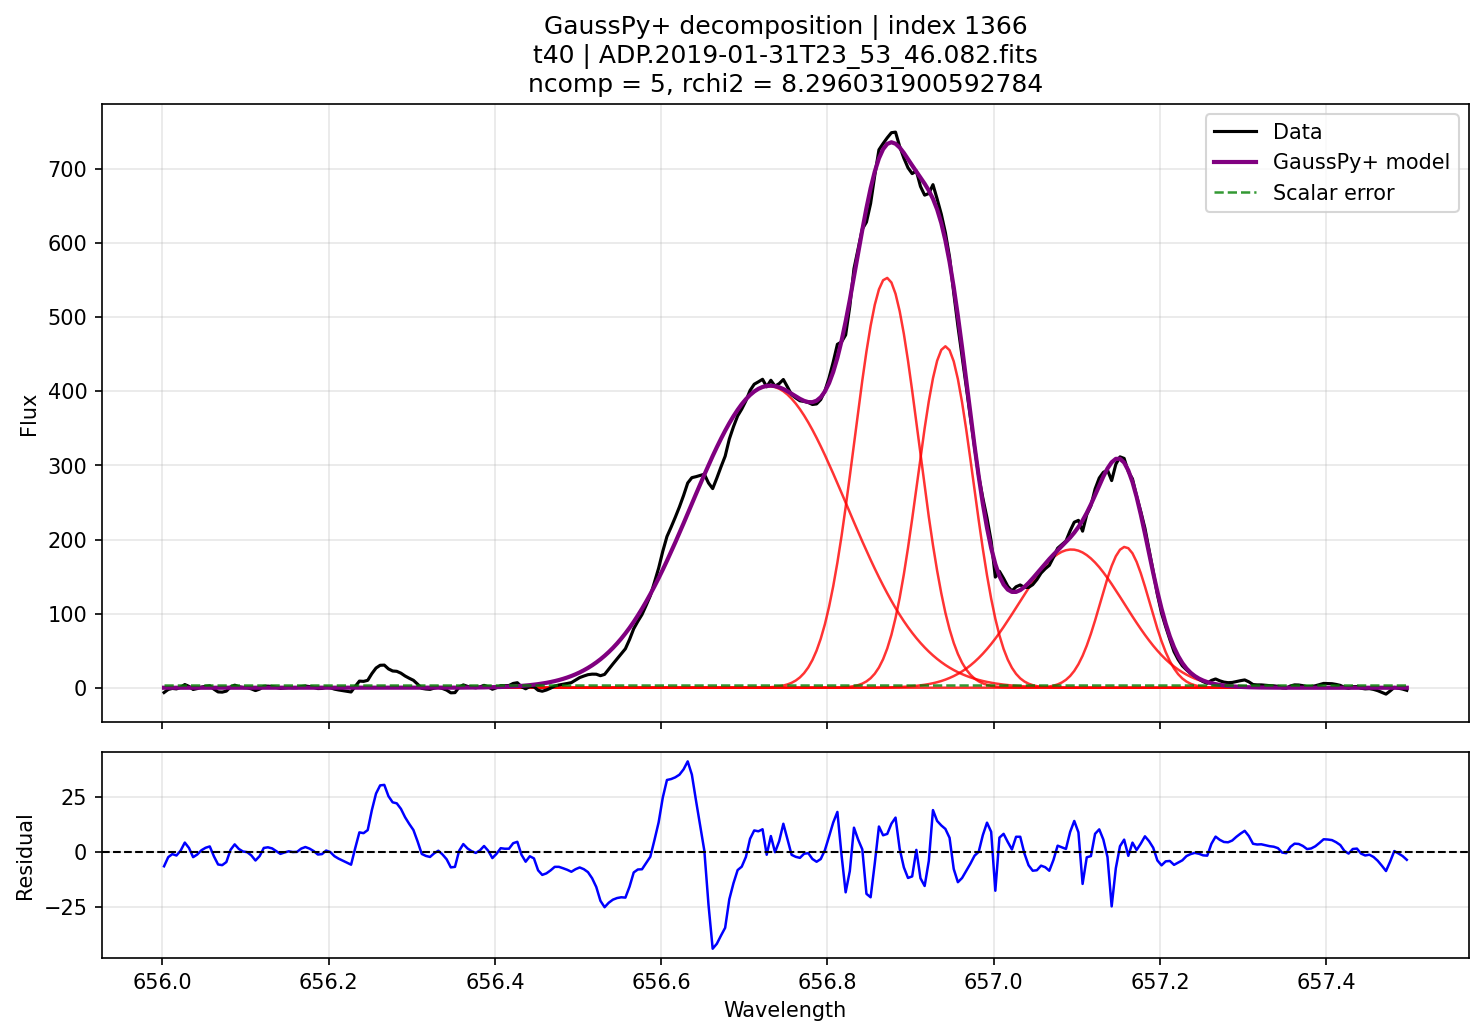 GaussPy+ decomposition | index 1366
t40 | ADP.2019-01-31T23_53_46.082.fits
ncomp = 5, rchi2 = 8.296031900592784
Data
GaussPy+ model
Scalar error
Flux
700
600
500
400
300
200
100
0
Residual
25
0
−25
656.0 656.2 656.4 656.6 656.8 657.0 657.2 657.4
Wavelength